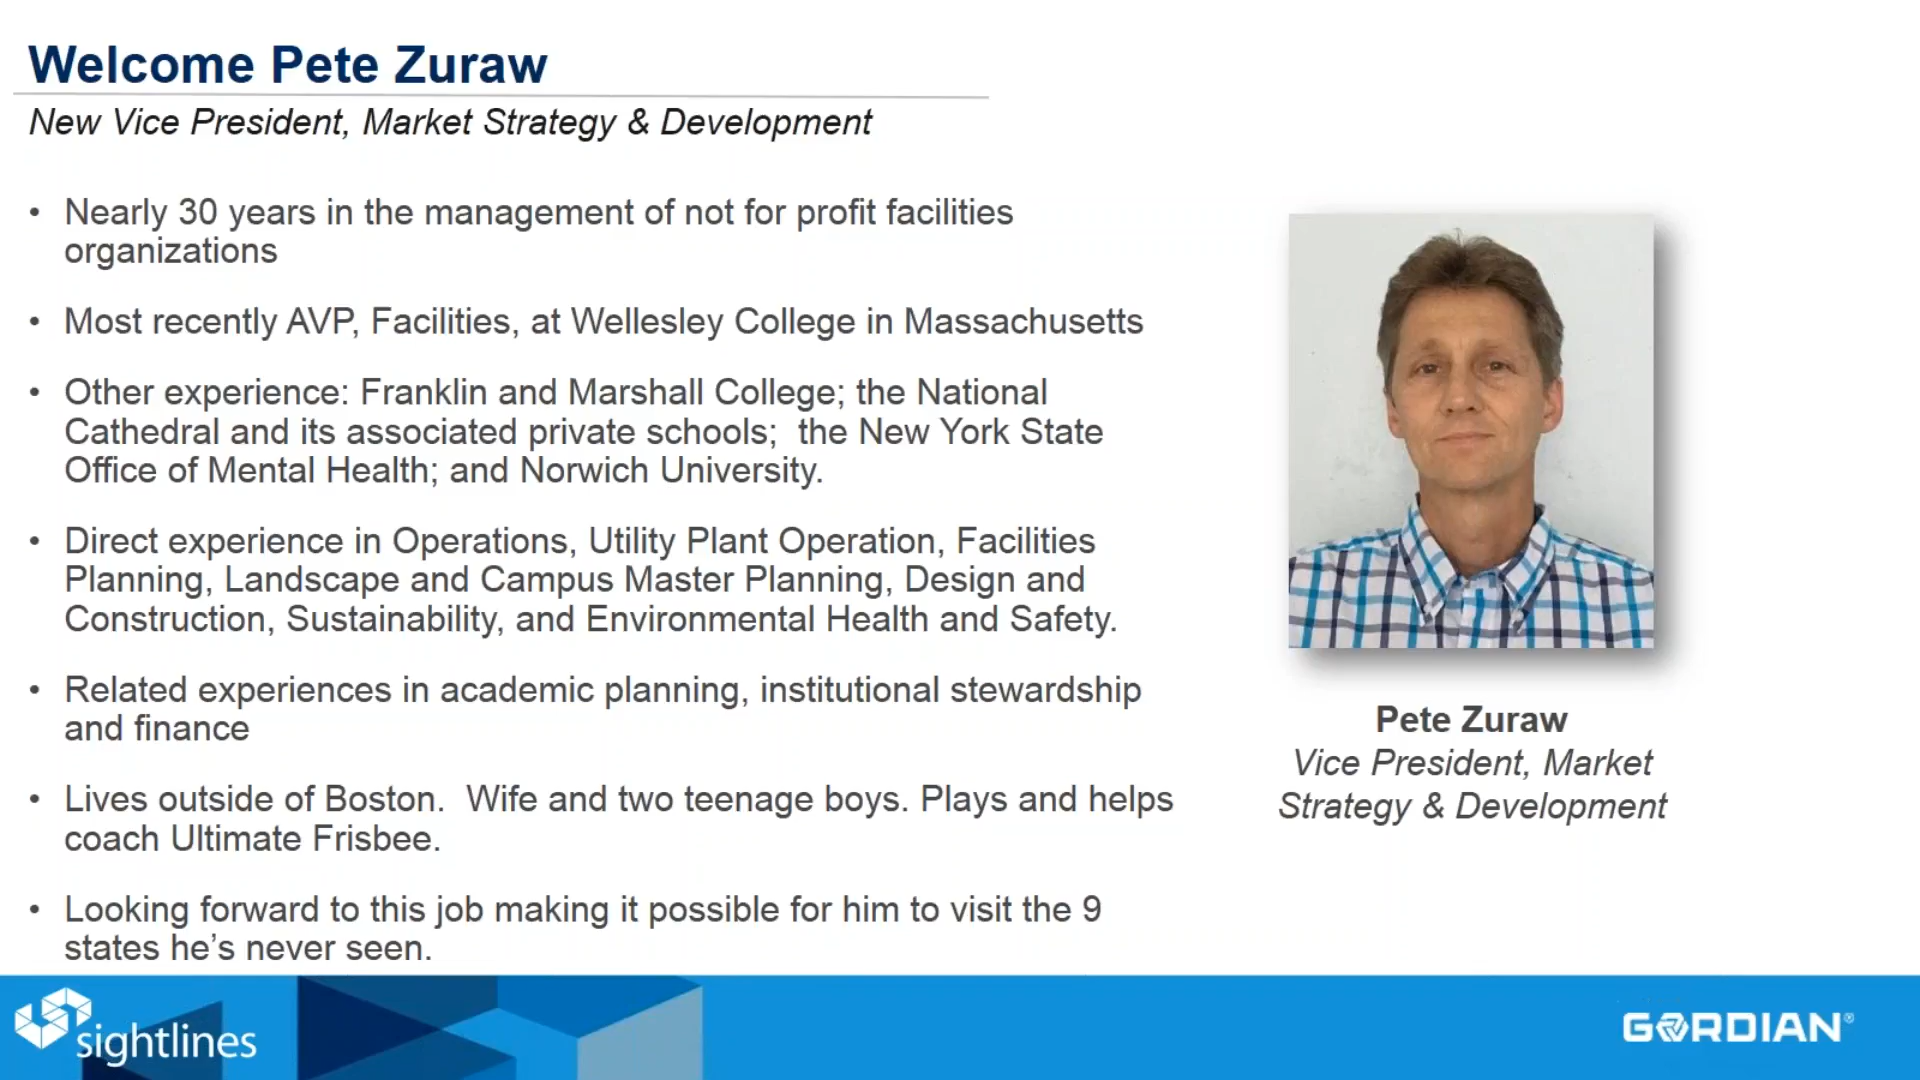 Welcome Pete Zuraw
New Vice President, Market Strategy & Development
• Nearly 30 years in the management of not for profit facilities
organizations
• Most recently AVP, Facilities, at Wellesley College in Massachusetts
• Other experience: Franklin and Marshall College; the National
Cathedral and its associated private schools;  the New York State
Office of Mental Health; and Norwich University.
• Direct experience in Operations, Utility Plant Operation, Facilities
Planning, Landscape and Campus Master Planning, Design and
Construction, Sustainability, and Environmental Health and Safety.
• Related experiences in academic planning, institutional stewardship
and finance
• Lives outside of Boston.  Wife and two teenage boys. Plays and helps
coach Ultimate Frisbee.
• Looking forward to this job making it possible for him to visit the 9
states he’s never seen.
Pete Zuraw
Vice President, Market
Strategy & Development
sightlines
GORDIAN®